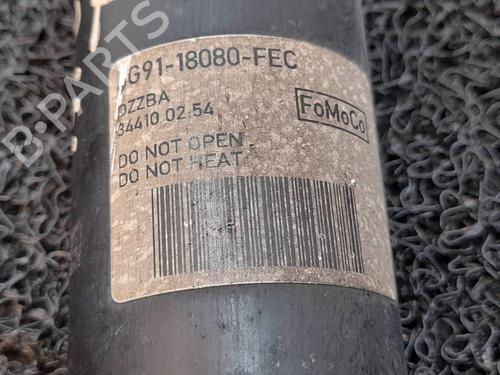 G91-18080-FEC
DZZBA
34410 02:54
FoMoCo
DO NOT OPEN
DO NOT HEAT
B-PARTS